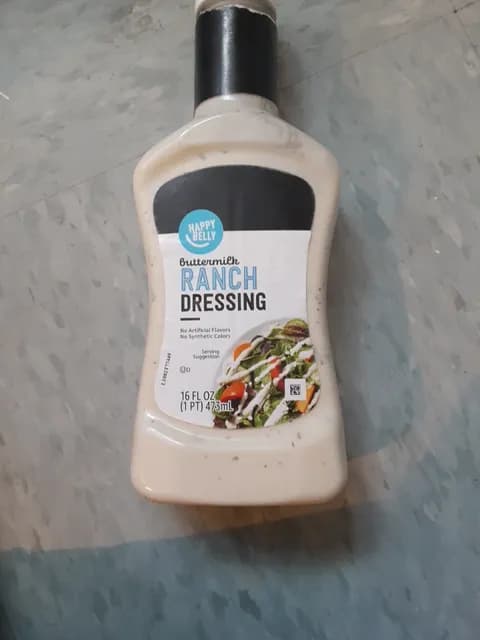 HAPPY
BELLY
buttermilk
RANCH
DRESSING
No Artificial Flavors
No Synthetic Colors
Serving
Suggestion
16 FL OZ
(1 PT) 473mL